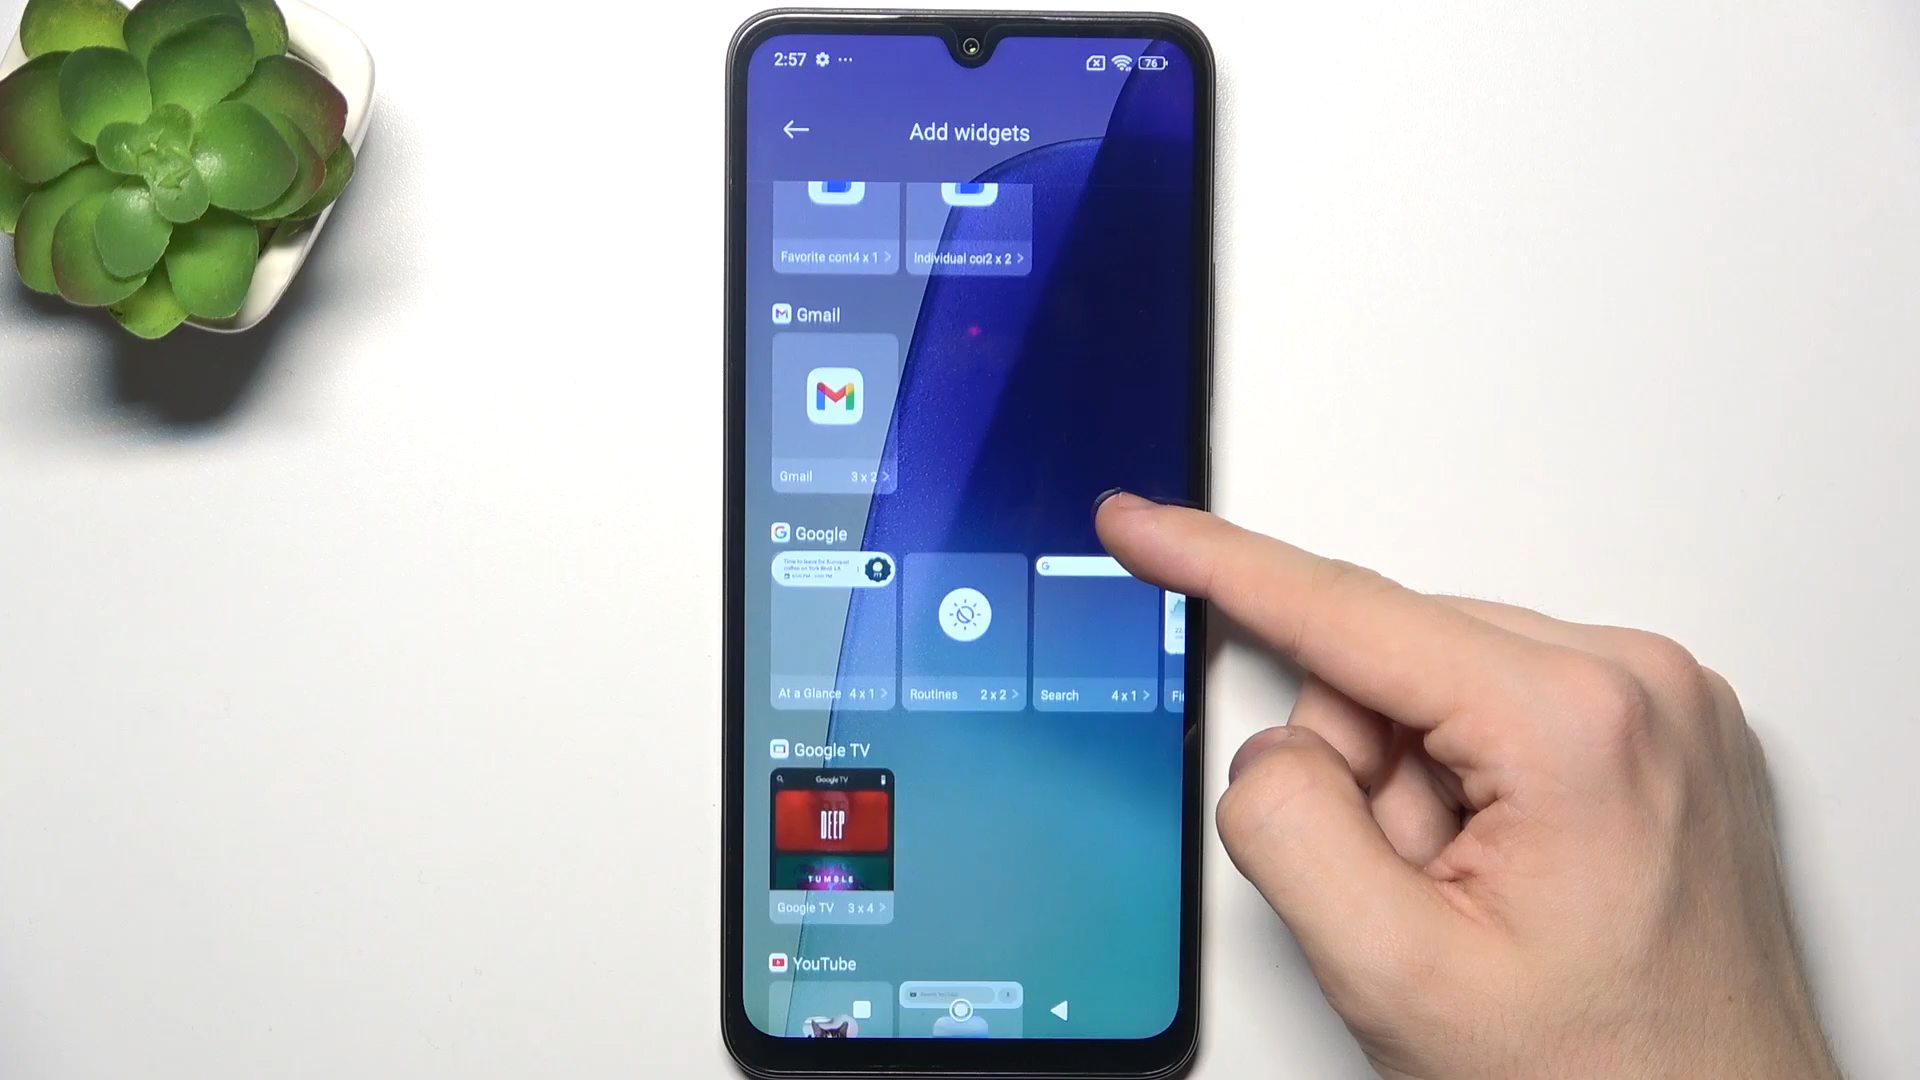 2:57
76
Add widgets
Favorite cont4 x 1
Individual cor2 x 2
Gmail
Gmail 3 x 2
Google
G
At a Glance 4 x 1
Routines 2 x 2
Search 4 x 1
Fi
Google TV
Google TV
DEEP
TUMBLE
Google TV 3 x 4
YouTube